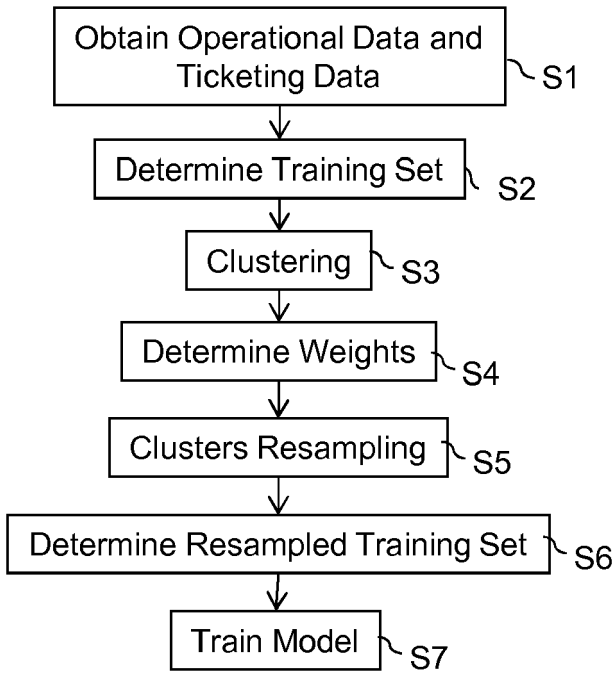 Obtain Operational Data and
Ticketing Data
S1
Determine Training Set
S2
Clustering
S3
Determine Weights
S4
Clusters Resampling
S5
Determine Resampled Training Set
S6
Train Model
S7